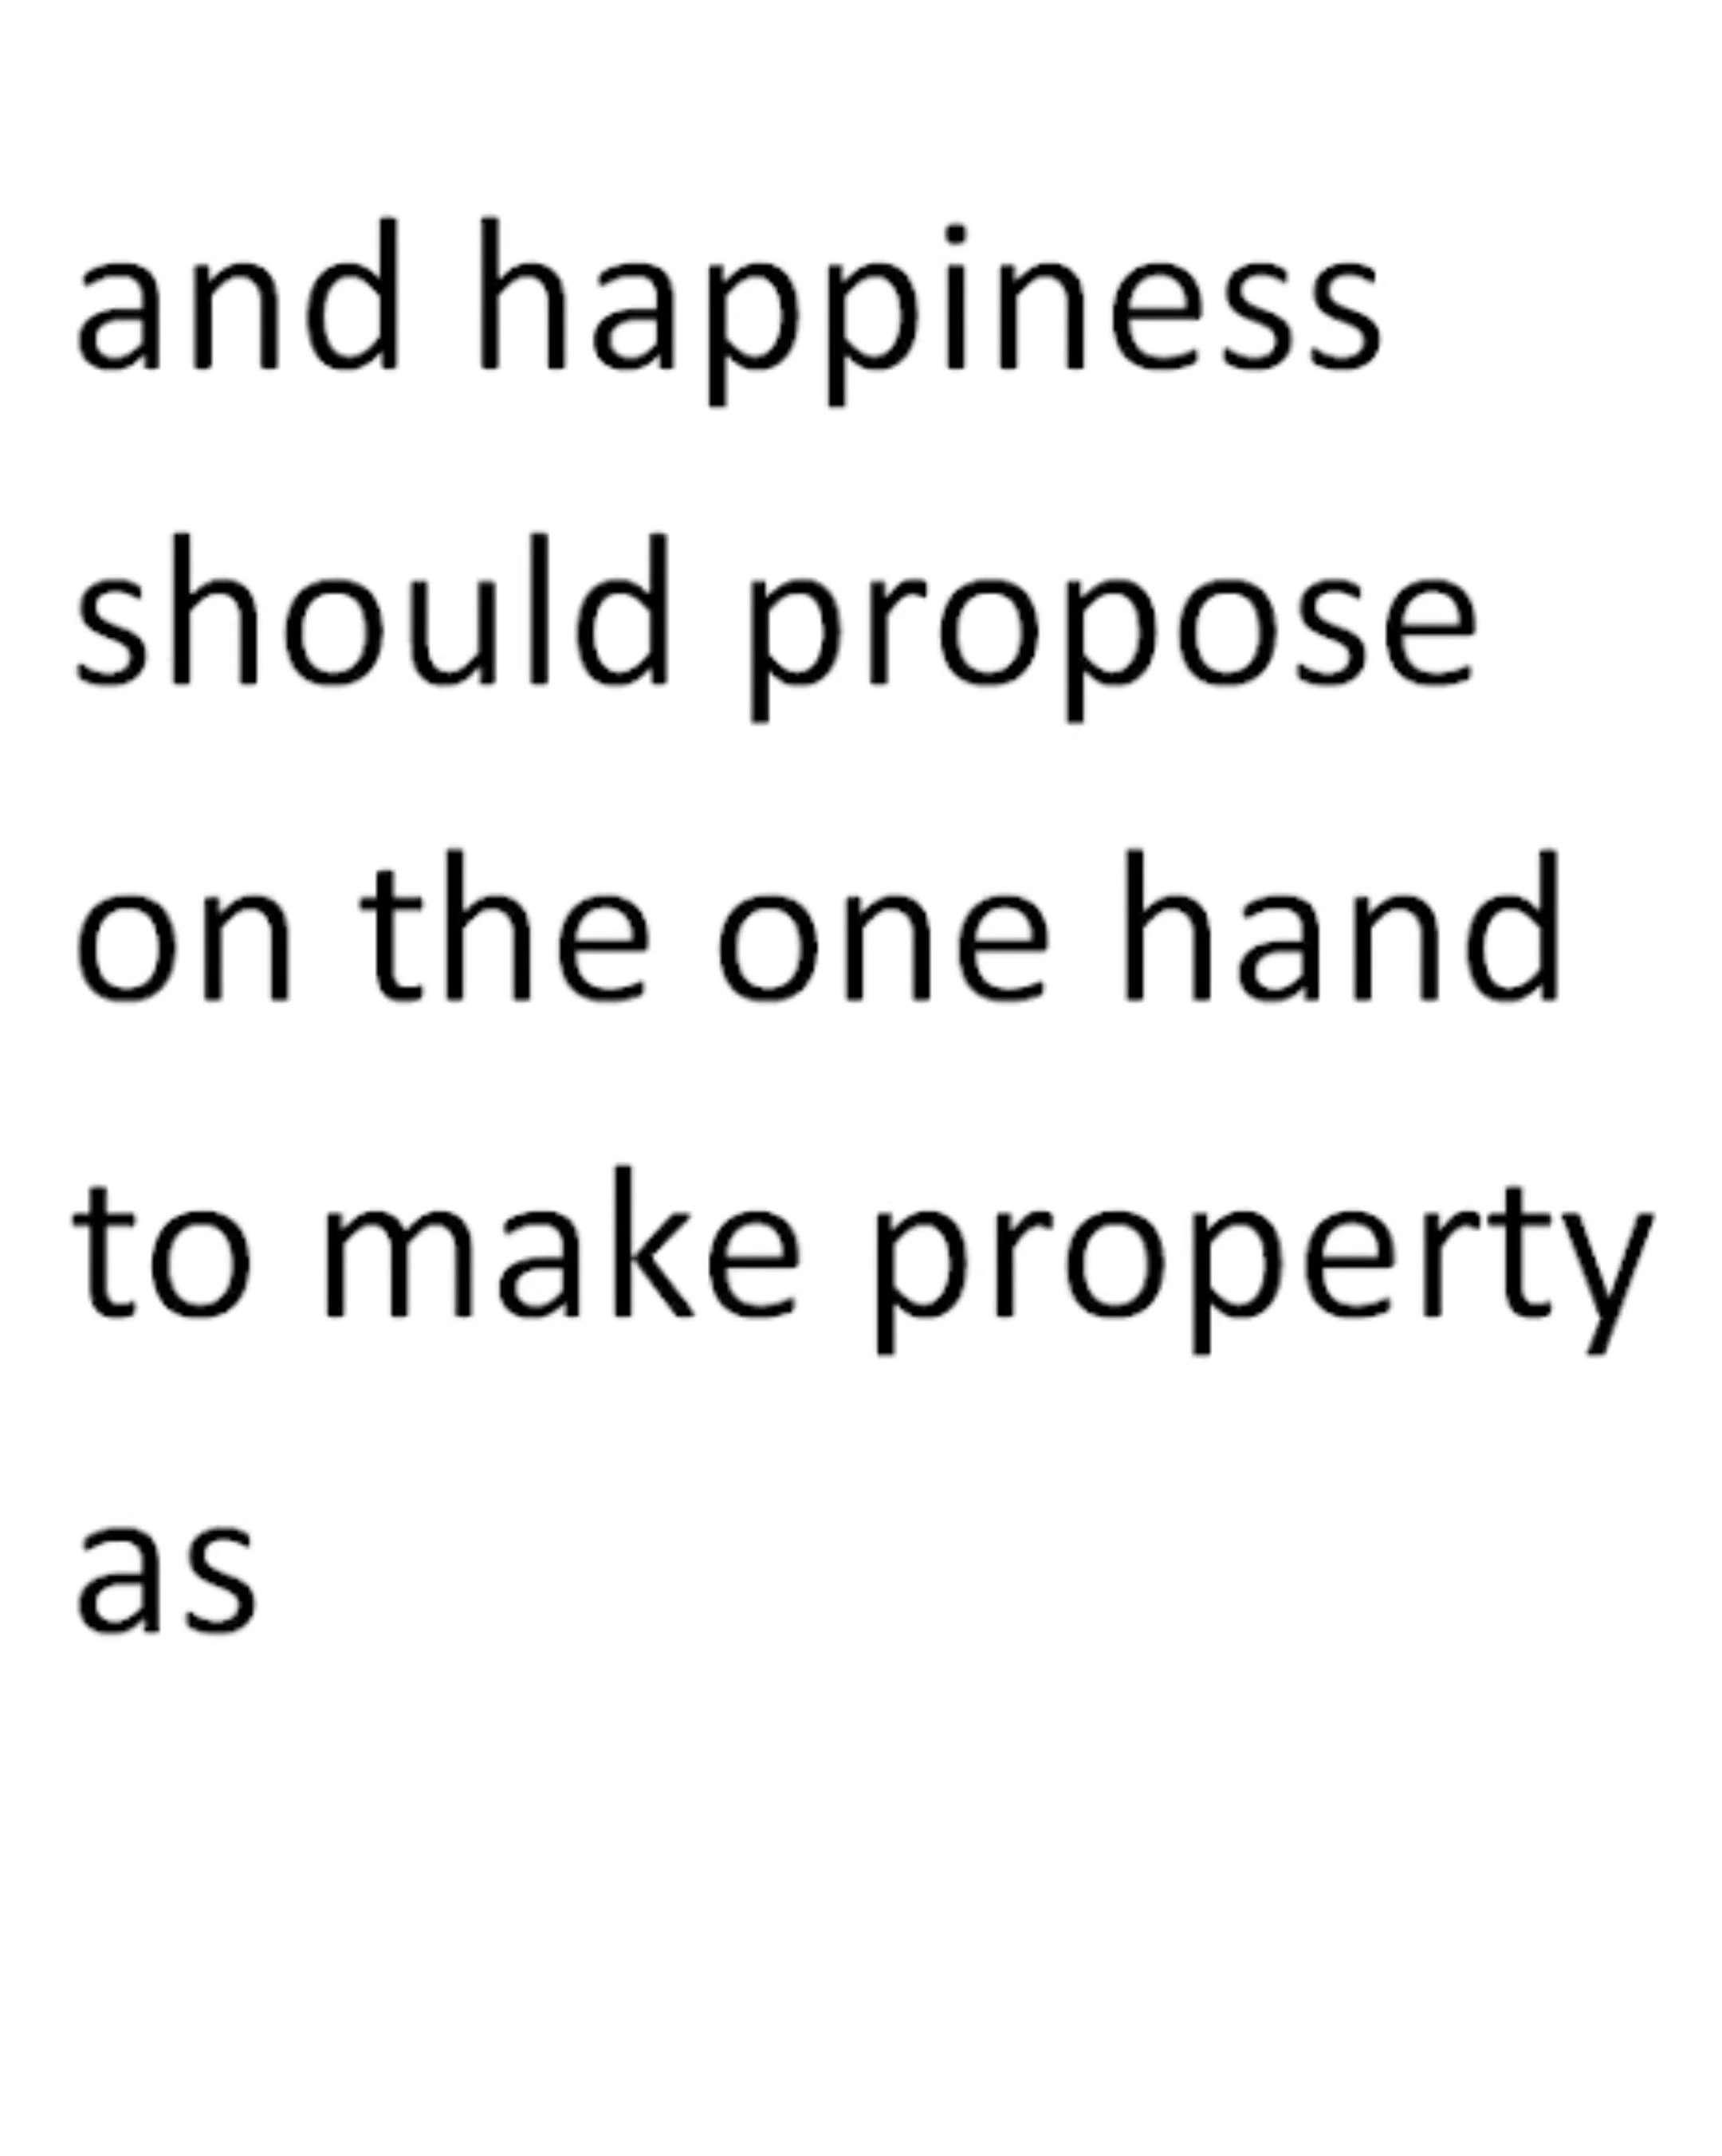 and happiness
should propose
on the one hand
to make property
as